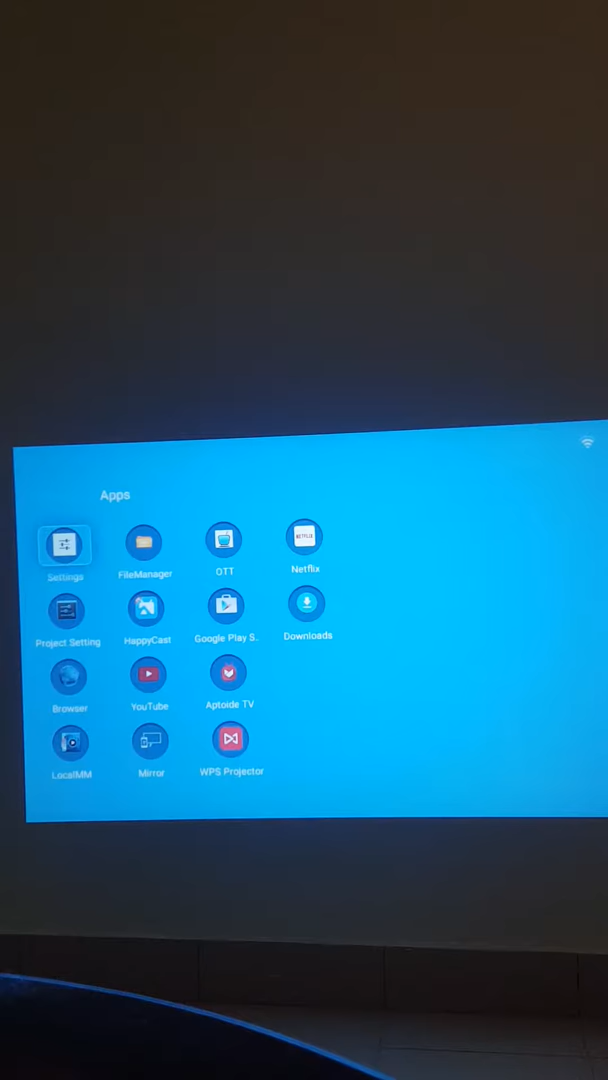 Apps
Settings
FileManager
OTT
NETFLIX
Netflix
Project Setting
HappyCast
Google Play S..
Downloads
Browser
YouTube
Aptoide TV
LocalMM
Mirror
WPS Projector